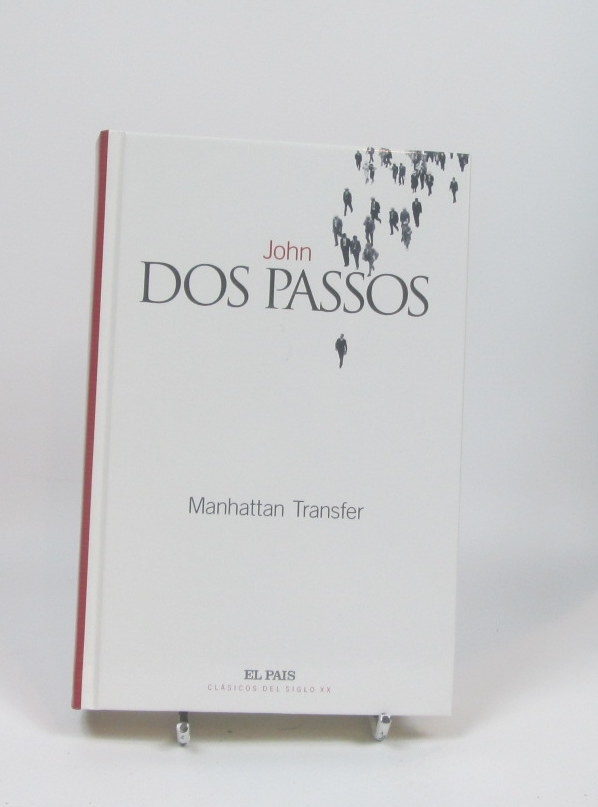 John
DOS PASSOS
Manhattan Transfer
EL PAIS
CLÁSICOS DEL SIGLO XX